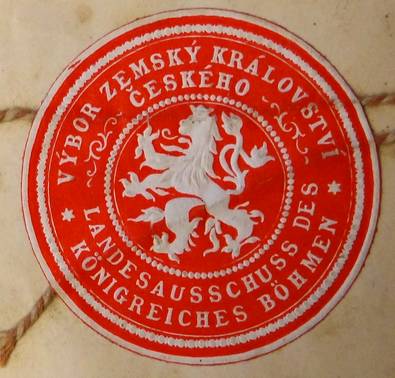 VÝBOR ZEMSKÝ KRÁLOVSTVÍ
ČESKÉHO
LANDESAUSSCHUSS DES
KÖNIGREICHES BÖHMEN